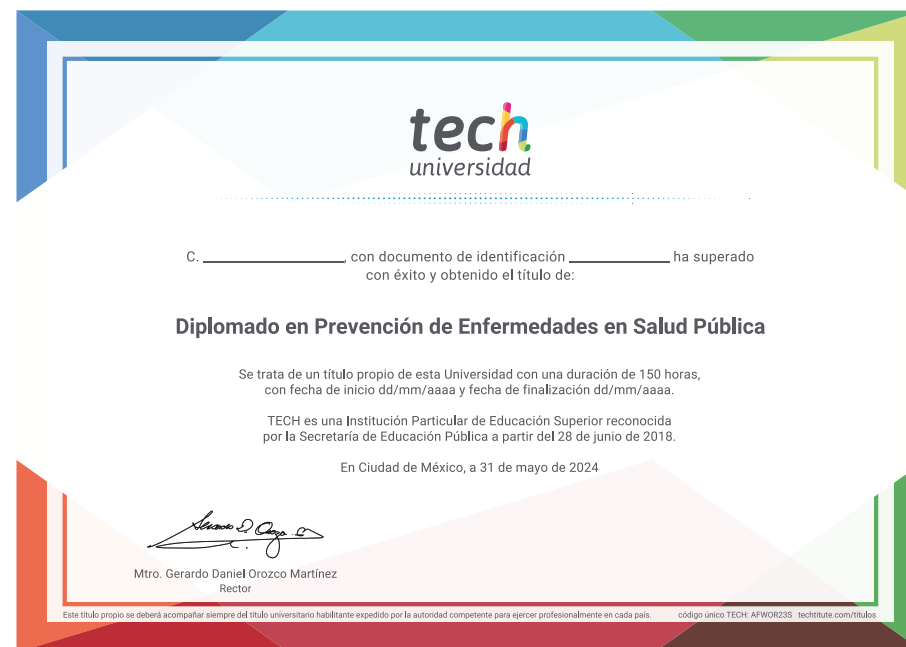 tech
universidad
C. ____________, con documento de identificación ____________ ha superado
con éxito y obtenido el título de:
Diplomado en Prevención de Enfermedades en Salud Pública
Se trata de un título propio de esta Universidad con una duración de 150 horas,
con fecha de inicio dd/mm/aaaa y fecha de finalización dd/mm/aaaa.
TECH es una Institución Particular de Educación Superior reconocida
por la Secretaría de Educación Pública a partir del 28 de junio de 2018.
En Ciudad de México, a 31 de mayo de 2024
Mtro. Gerardo Daniel Orozco Martínez
Rector
Este título propio se deberá acompañar siempre del título universitario habilitante expedido por la autoridad competente para ejercer profesionalmente en cada país. código único TECH: AFWOR23S techtitute.com/titulos